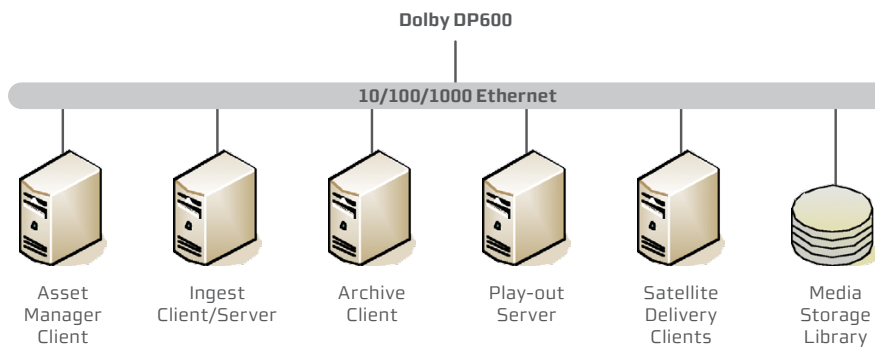 Dolby DP600
10/100/1000 Ethernet
Asset
Manager
Client
Ingest
Client/Server
Archive
Client
Play-out
Server
Satellite
Delivery
Clients
Media
Storage
Library